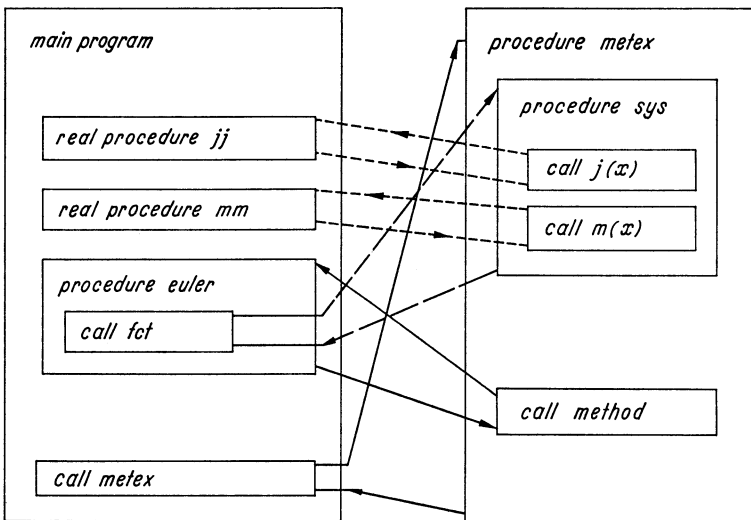 main program
real procedure jj
real procedure mm
procedure euler
call fct
call metex
procedure metex
procedure sys
call j(x)
call m(x)
call method